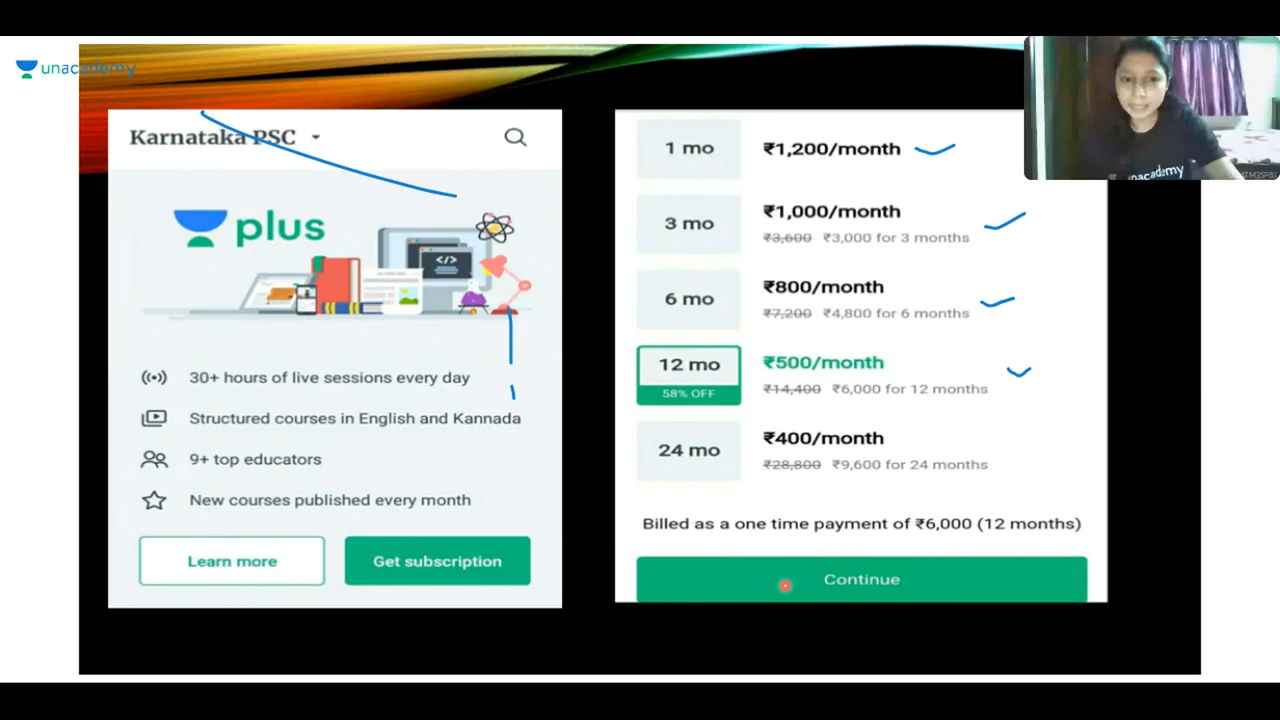 unacademy
Karnataka PSC
plus
</>
30+ hours of live sessions every day
Structured courses in English and Kannada
9+ top educators
New courses published every month
Learn more
Get subscription
1 mo
₹1,200/month
3 mo
₹1,000/month
₹3,600 ₹3,000 for 3 months
6 mo
₹800/month
₹7,200 ₹4,800 for 6 months
12 mo
58% OFF
₹500/month
₹14,400 ₹6,000 for 12 months
24 mo
₹400/month
₹28,800 ₹9,600 for 24 months
Billed as a one time payment of ₹6,000 (12 months)
Continue
unacademy